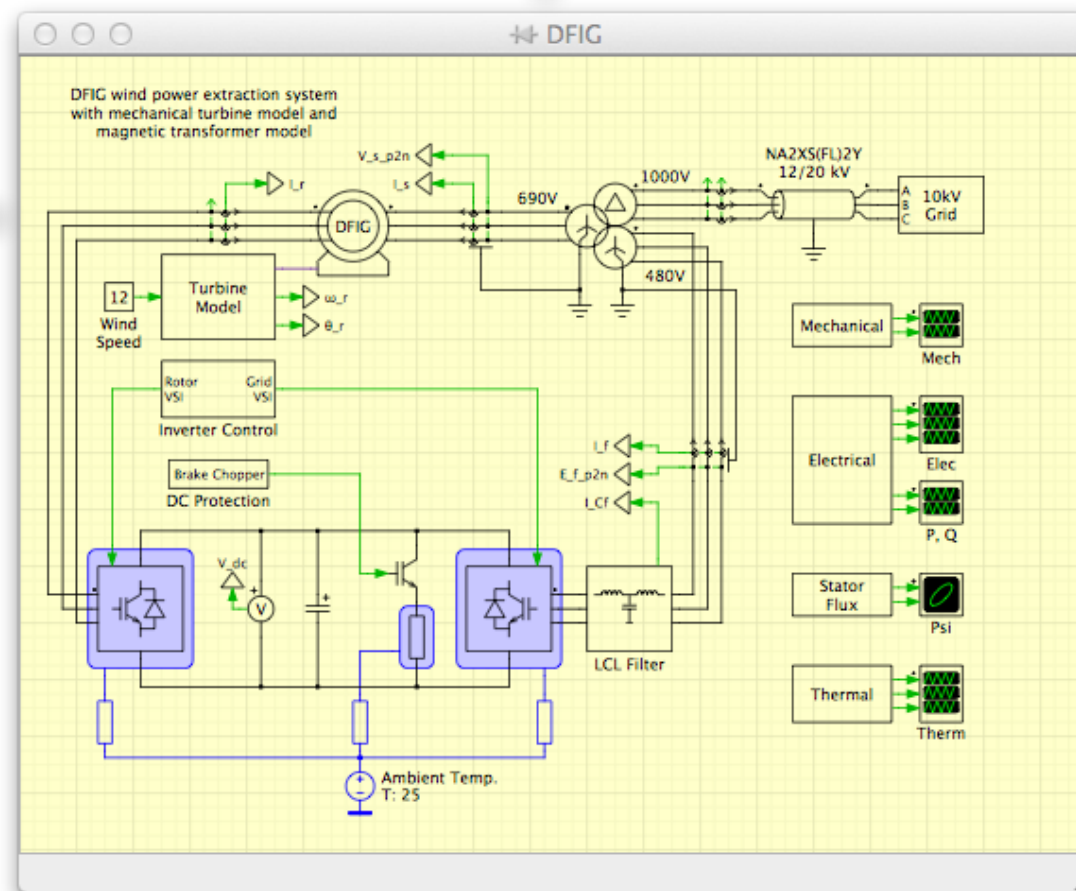 DFIG
DFIG wind power extraction system
with mechanical turbine model and
magnetic transformer model
V_s_p2n
I_r
I_s
690V
1000V
NA2XS(FL)2Y
12/20 kV
A
B
C
10kV
Grid
DFIG
480V
Turbine
Model
12
Wind
Speed
ω_r
θ_r
Mechanical
Mech
Rotor
VSI
Grid
VSI
Inverter Control
Electrical
Elec
P, Q
I_f
E_f_p2n
I_Cf
Brake Chopper
DC Protection
V_dc
+
V
+
LCL Filter
Stator
Flux
Psi
Thermal
Therm
+
−
Ambient Temp.
T: 25